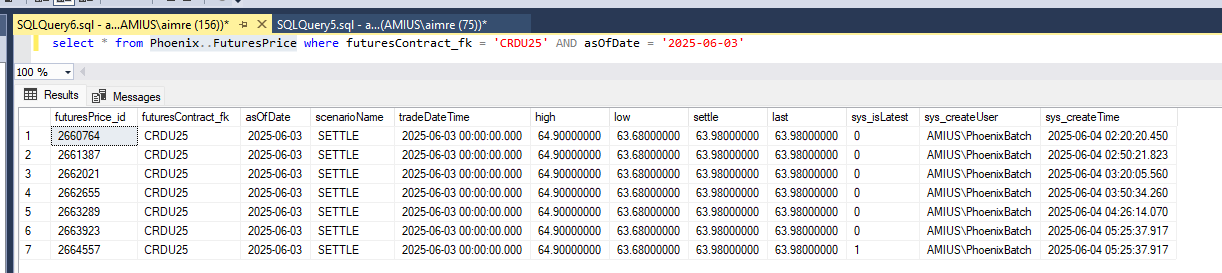 SQLQuery6.sql - a...AMIUS\aimre (156))* SQLQuery5.sql - a...(AMIUS\aimre (75))*
select * from Phoenix..FuturesPrice where futuresContract_fk = 'CRDU25' AND asOfDate = '2025-06-03'
100 %
Results Messages
futuresPrice_id futuresContract_fk asOfDate scenarioName tradeDateTime high low settle last sys_isLatest sys_createUser sys_createTime
1 2660764 CRDU25 2025-06-03 SETTLE 2025-06-03 00:00:00.000 64.90000000 63.68000000 63.98000000 63.98000000 0 AMIUS\PhoenixBatch 2025-06-04 02:20:20.450
2 2661387 CRDU25 2025-06-03 SETTLE 2025-06-03 00:00:00.000 64.90000000 63.68000000 63.98000000 63.98000000 0 AMIUS\PhoenixBatch 2025-06-04 02:50:21.823
3 2662021 CRDU25 2025-06-03 SETTLE 2025-06-03 00:00:00.000 64.90000000 63.68000000 63.98000000 63.98000000 0 AMIUS\PhoenixBatch 2025-06-04 03:20:05.560
4 2662655 CRDU25 2025-06-03 SETTLE 2025-06-03 00:00:00.000 64.90000000 63.68000000 63.98000000 63.98000000 0 AMIUS\PhoenixBatch 2025-06-04 03:50:34.260
5 2663289 CRDU25 2025-06-03 SETTLE 2025-06-03 00:00:00.000 64.90000000 63.68000000 63.98000000 63.98000000 0 AMIUS\PhoenixBatch 2025-06-04 04:26:14.070
6 2663923 CRDU25 2025-06-03 SETTLE 2025-06-03 00:00:00.000 64.90000000 63.68000000 63.98000000 63.98000000 0 AMIUS\PhoenixBatch 2025-06-04 05:25:37.917
7 2664557 CRDU25 2025-06-03 SETTLE 2025-06-03 00:00:00.000 64.90000000 63.68000000 63.98000000 63.98000000 1 AMIUS\PhoenixBatch 2025-06-04 05:25:37.917